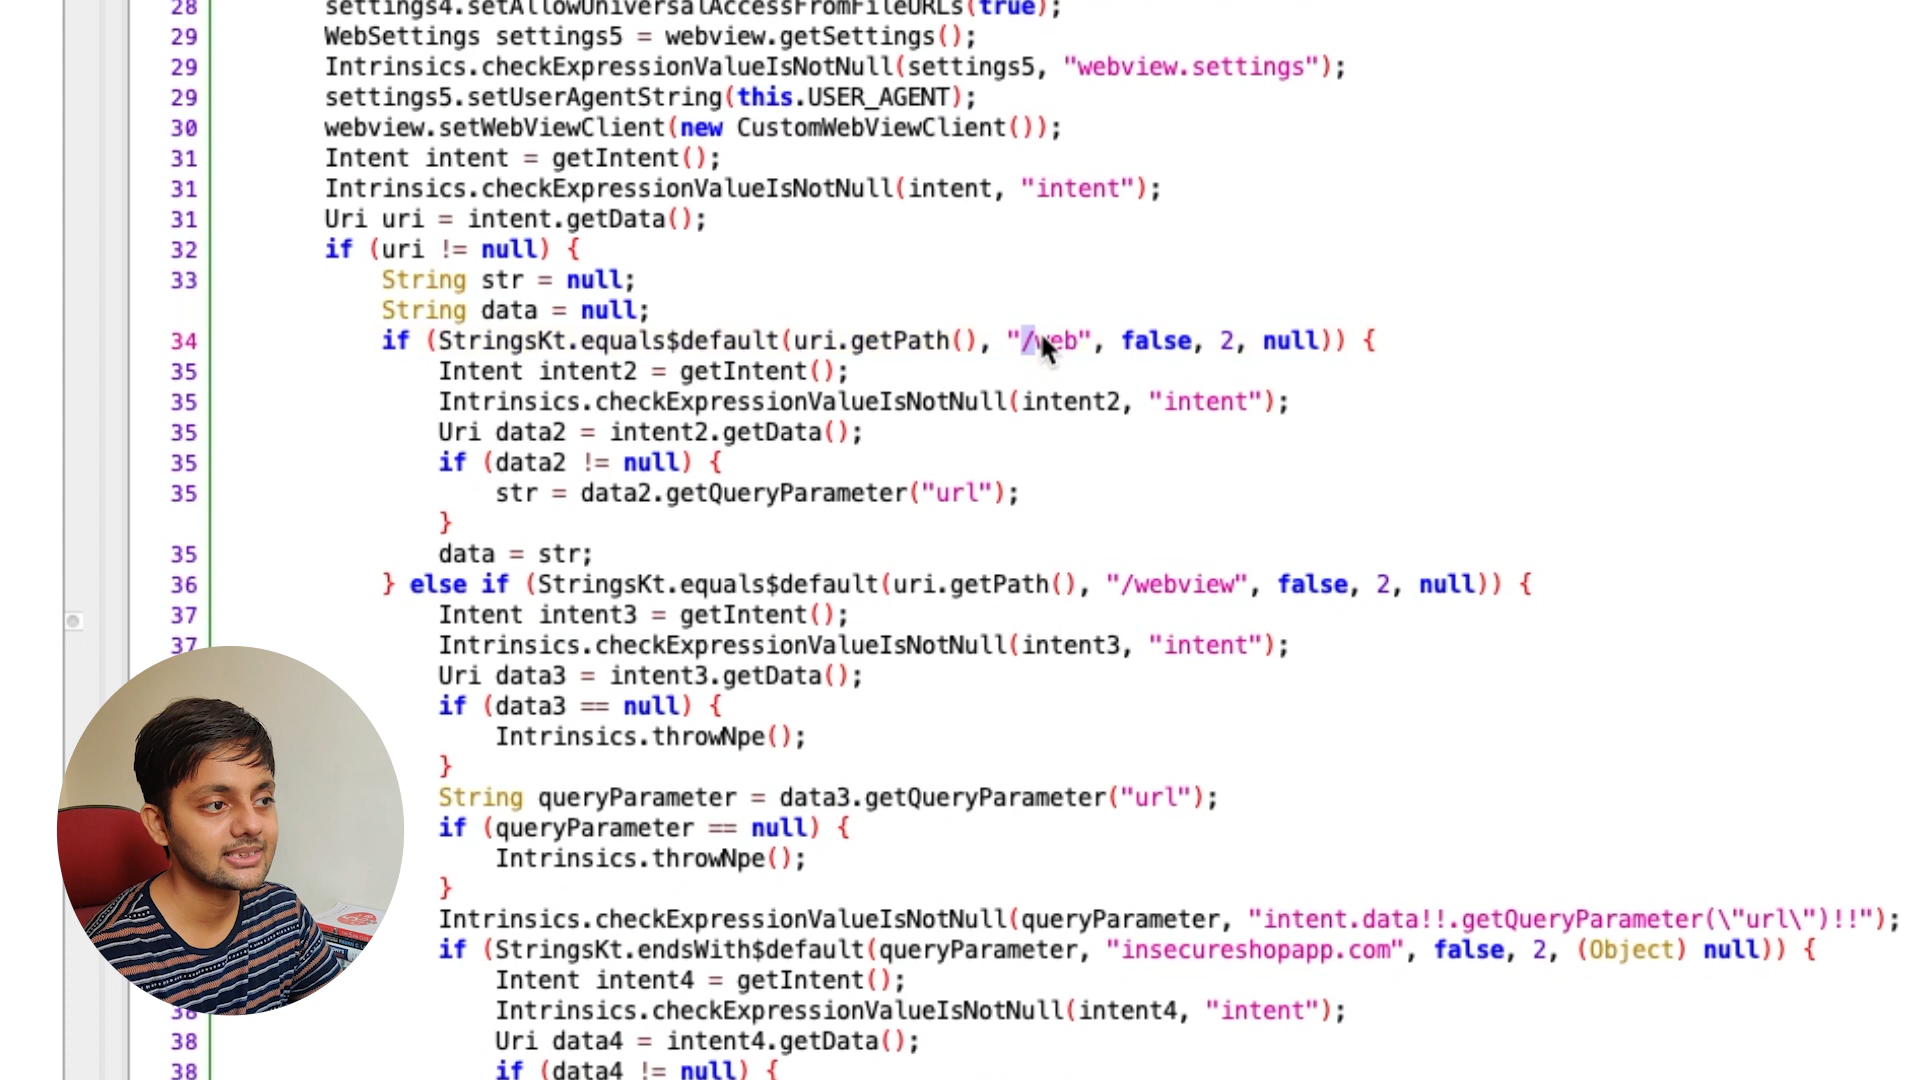 28 settings4.setAllowUniversalAccessFromFileURLs(true);
29 WebSettings settings5 = webview.getSettings();
29 Intrinsics.checkExpressionValueIsNotNull(settings5, "webview.settings");
29 settings5.setUserAgentString(this.USER_AGENT);
30 webview.setWebViewClient(new CustomWebViewClient());
31 Intent intent = getIntent();
31 Intrinsics.checkExpressionValueIsNotNull(intent, "intent");
31 Uri uri = intent.getData();
32 if (uri != null) {
33 String str = null;
String data = null;
34 if (StringsKt.equals$default(uri.getPath(), "/web", false, 2, null)) {
35 Intent intent2 = getIntent();
35 Intrinsics.checkExpressionValueIsNotNull(intent2, "intent");
35 Uri data2 = intent2.getData();
35 if (data2 != null) {
35 str = data2.getQueryParameter("url");
}
35 data = str;
36 } else if (StringsKt.equals$default(uri.getPath(), "/webview", false, 2, null)) {
37 Intent intent3 = getIntent();
37 Intrinsics.checkExpressionValueIsNotNull(intent3, "intent");
Uri data3 = intent3.getData();
if (data3 == null) {
Intrinsics.throwNpe();
}
String queryParameter = data3.getQueryParameter("url");
if (queryParameter == null) {
Intrinsics.throwNpe();
}
Intrinsics.checkExpressionValueIsNotNull(queryParameter, "intent.data!!.getQueryParameter(\"url\")!!");
if (StringsKt.endsWith$default(queryParameter, "insecureshopapp.com", false, 2, (Object) null)) {
Intent intent4 = getIntent();
38 Intrinsics.checkExpressionValueIsNotNull(intent4, "intent");
38 Uri data4 = intent4.getData();
38 if (data4 != null) {